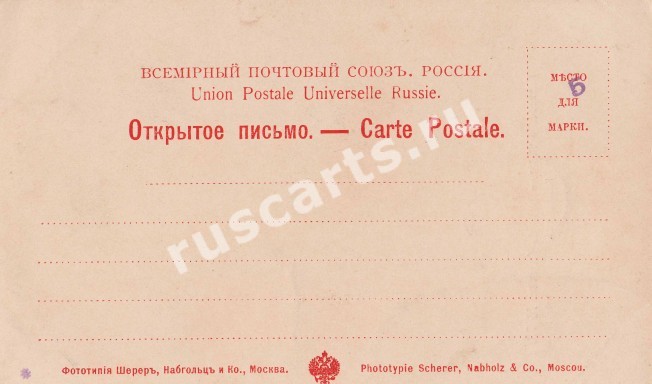 ВСЕМІРНЫЙ ПОЧТОВЫЙ СОЮЗЪ. РОССІЯ.
Union Postale Universelle Russie.
Открытое письмо. — Carte Postale.
МѢСТО
5
ДЛЯ
МАРКИ.
ruscarts.ru
Фототипія Шереръ, Набгольцъ и Ко., Москва.
Phototypie Scherer, Nabholz & Co., Moscou.